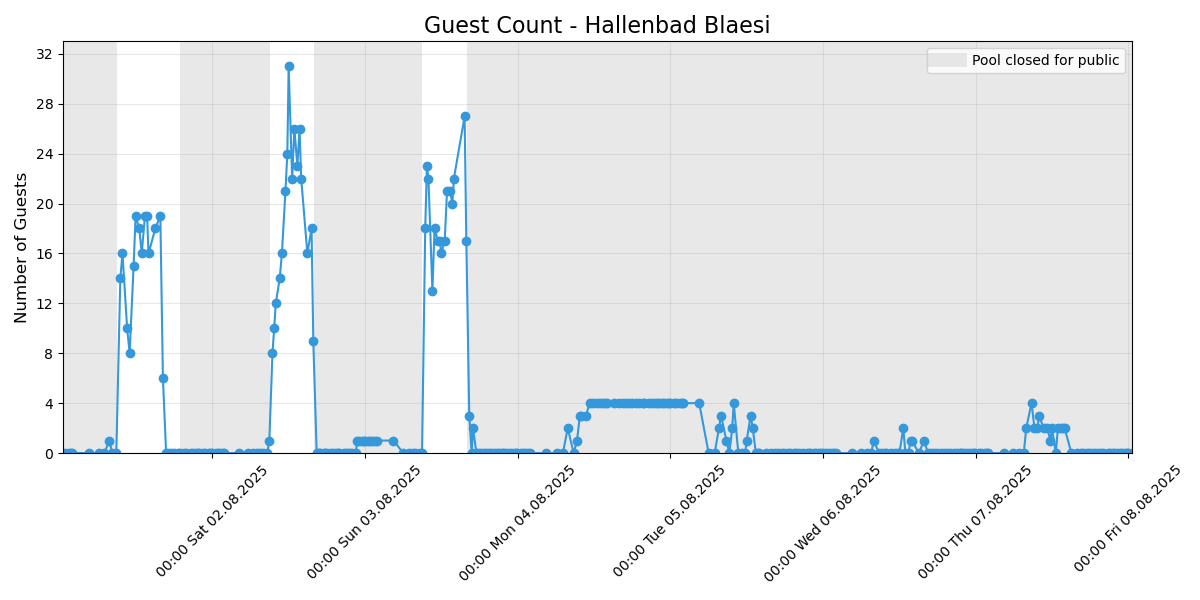 Guest Count - Hallenbad Blaesi
Pool closed for public
Number of Guests
32
28
24
20
16
12
8
4
0
00:00 Sat 02.08.2025
00:00 Sun 03.08.2025
00:00 Mon 04.08.2025
00:00 Tue 05.08.2025
00:00 Wed 06.08.2025
00:00 Thu 07.08.2025
00:00 Fri 08.08.2025